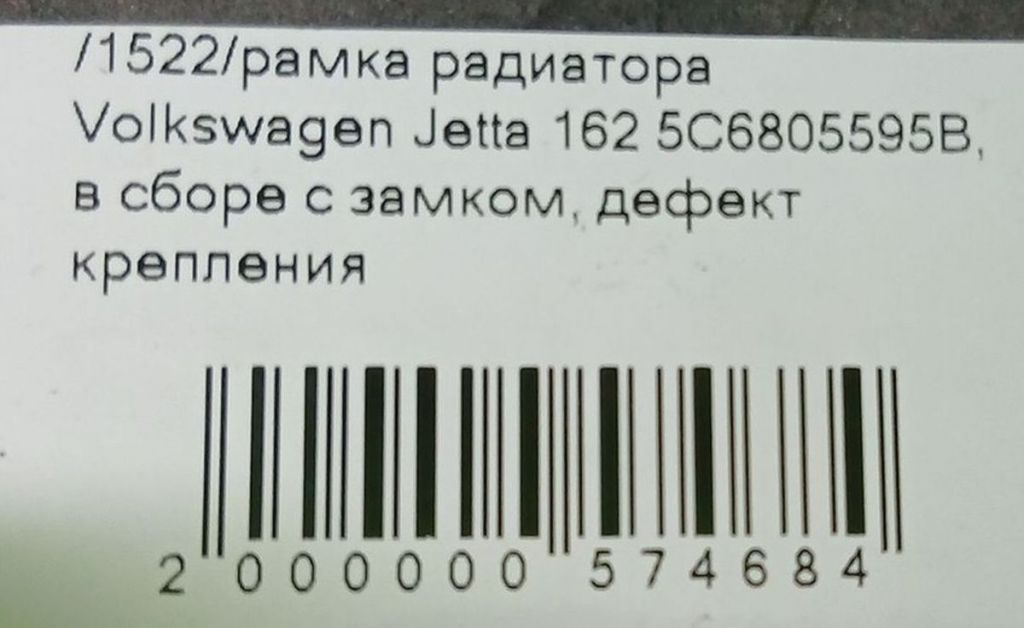 /1522/рамка радиатора
Volkswagen Jetta 162 5C6805595B,
в сборе с замком, дефект
крепления
2 000000 574684